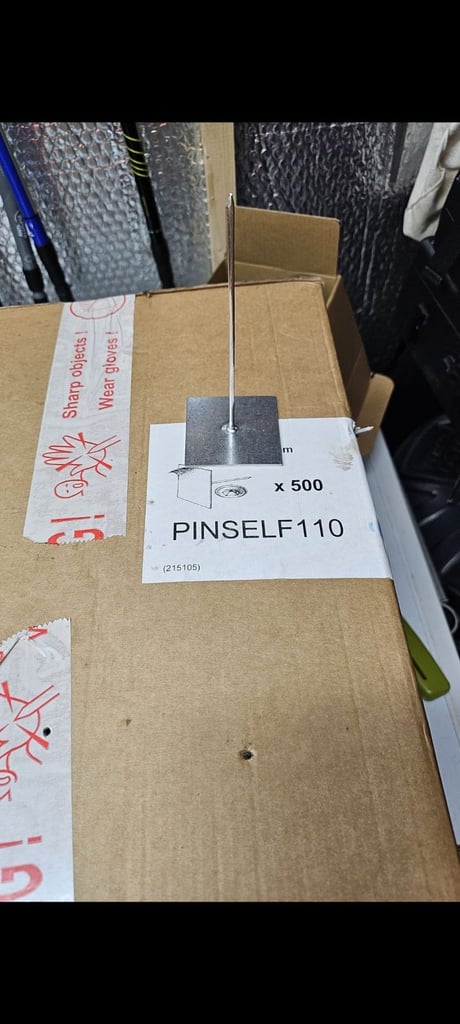 Sharp objects !
Wear gloves !
G !
m
x 500
PINSELF110
(215105)
G !